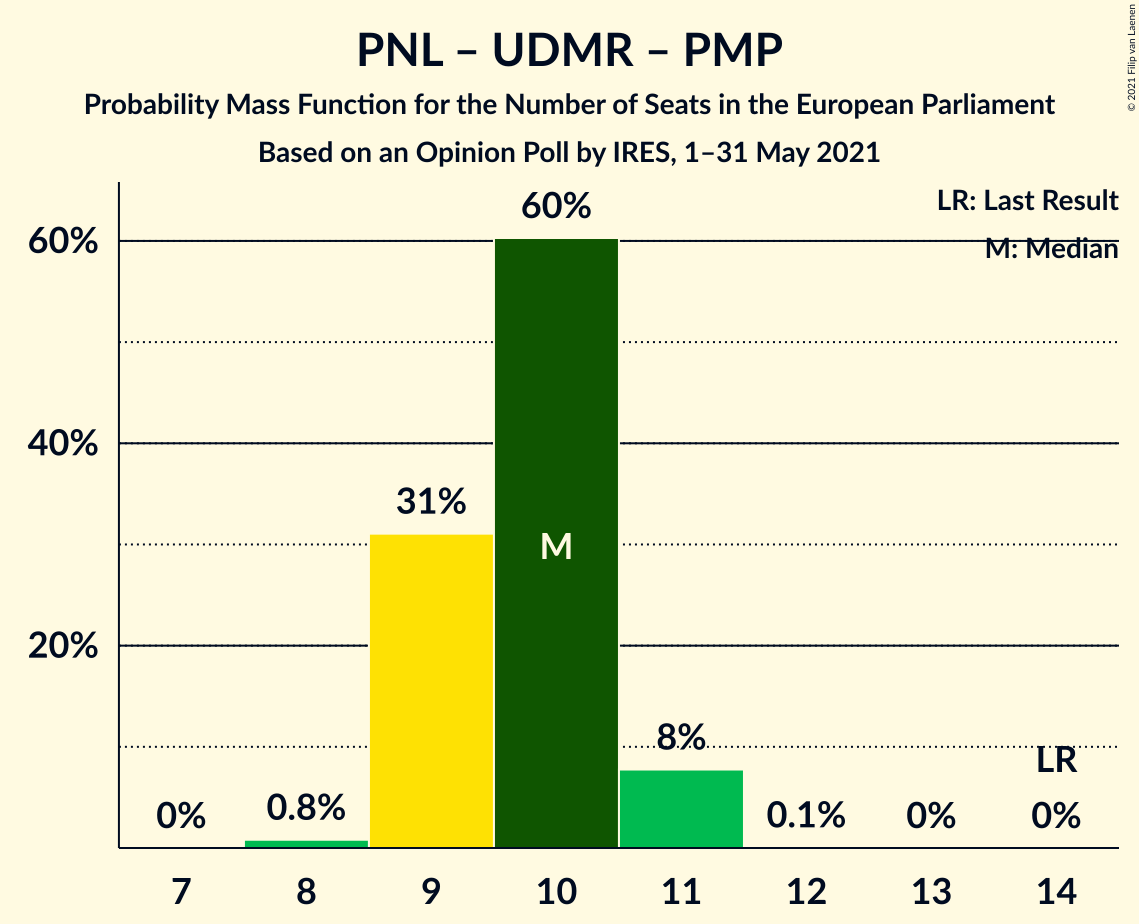 PNL – UDMR – PMP
Probability Mass Function for the Number of Seats in the European Parliament
Based on an Opinion Poll by IRES, 1–31 May 2021
© 2021 Filip van Laenen
LR: Last Result
M: Median
60%
40%
20%
0%
0.8%
31%
60%
M
8%
0.1%
0%
LR
0%
7
8
9
10
11
12
13
14